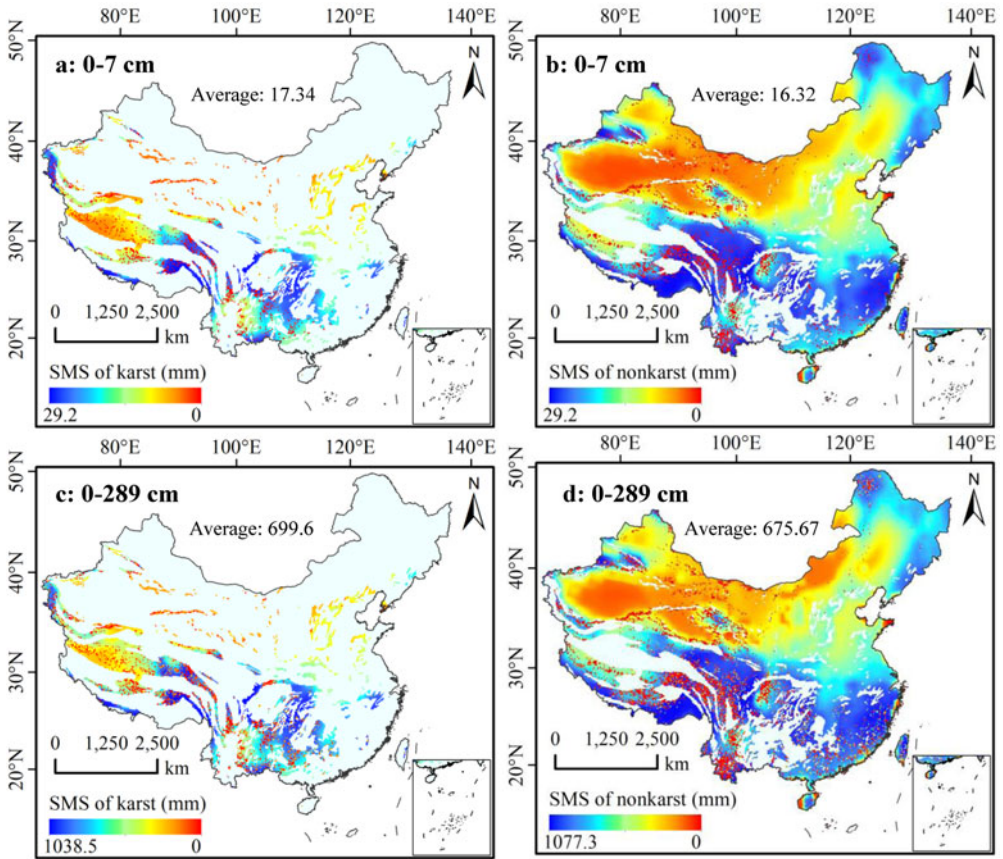 80°E 100°E 120°E 140°E 80°E 100°E 120°E 140°E
50°N
40°N
30°N
20°N
a: 0-7 cm
Average: 17.34
N
0 1,250 2,500
km
SMS of karst (mm)
29.2 0
50°N
40°N
30°N
20°N
b: 0-7 cm
Average: 16.32
N
0 1,250 2,500
km
SMS of nonkarst (mm)
29.2 0
80°E 100°E 120°E 140°E 80°E 100°E 120°E 140°E
50°N
40°N
30°N
20°N
c: 0-289 cm
Average: 699.6
N
0 1,250 2,500
km
SMS of karst (mm)
1038.5 0
50°N
40°N
30°N
20°N
d: 0-289 cm
Average: 675.67
N
0 1,250 2,500
km
SMS of nonkarst (mm)
1077.3 0